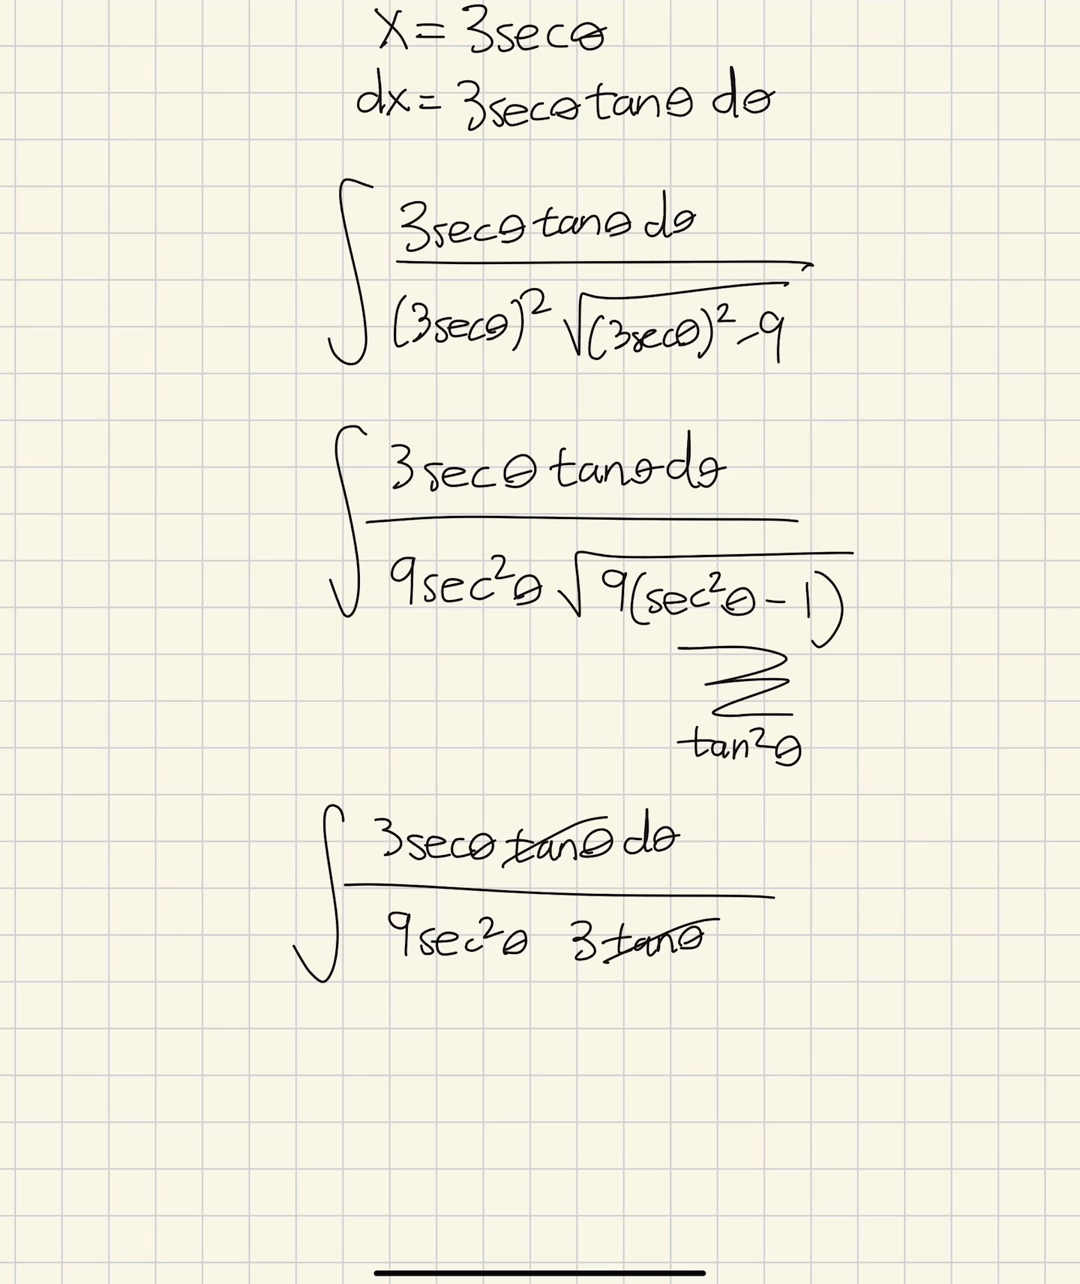 x = 3secθ
dx = 3secθ tanθ dθ
∫ 3secθ tanθ dθ / (3secθ)² √(3secθ)² - 9
∫ 3secθ tanθ dθ / 9sec²θ √9(sec²θ - 1)
tan²θ
∫ 3secθ tanθ dθ / 9sec²θ 3tanθ